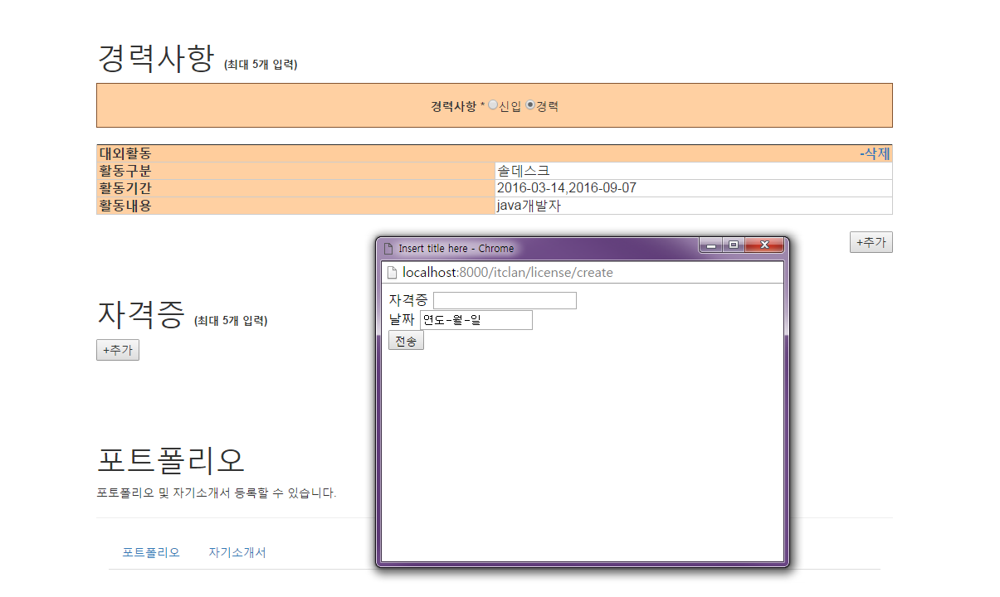 경력사항 (최대 5개 입력)
경력사항 * 신입 경력
대외활동 -삭제
활동구분 솔데스크
활동기간 2016-03-14,2016-09-07
활동내용 java개발자
+추가
Insert title here - Chrome
localhost:8000/itclan/license/create
자격증
날짜 연도-월-일
전송
자격증 (최대 5개 입력)
+추가
포트폴리오
포토폴리오 및 자기소개서 등록할 수 있습니다.
포트폴리오 자기소개서